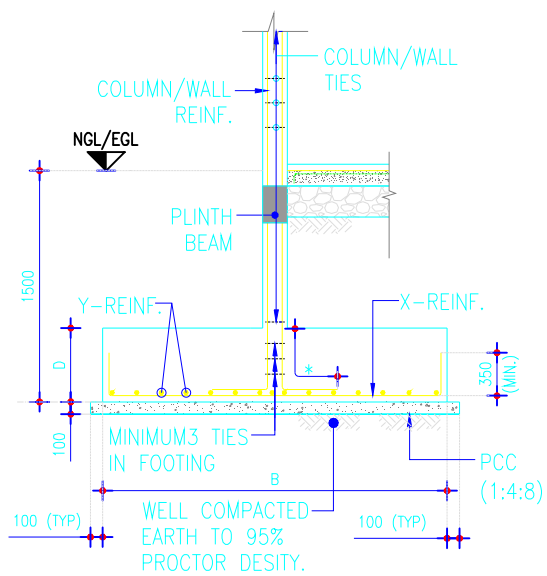 COLUMN/WALL
TIES
COLUMN/WALL
REINF.
NGL/EGL
PLINTH
BEAM
1500
Y-REINF.
X-REINF.
D
*
350
(MIN.)
100
MINIMUM3 TIES
IN FOOTING
B
PCC
(1:4:8)
WELL COMPACTED
EARTH TO 95%
PROCTOR DESITY.
100 (TYP)
100 (TYP)